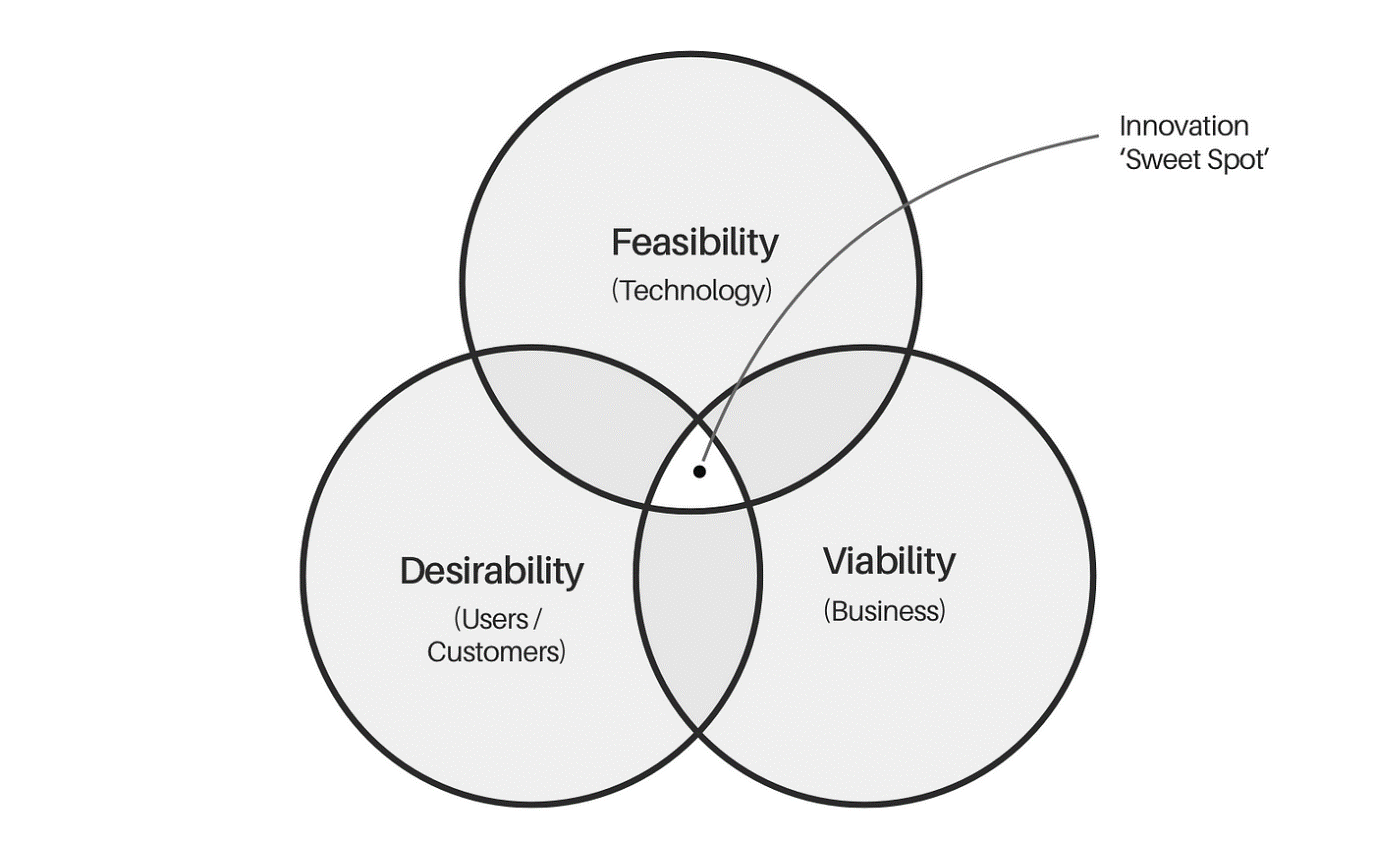 Innovation
‘Sweet Spot’
Feasibility
(Technology)
Desirability
(Users /
Customers)
Viability
(Business)